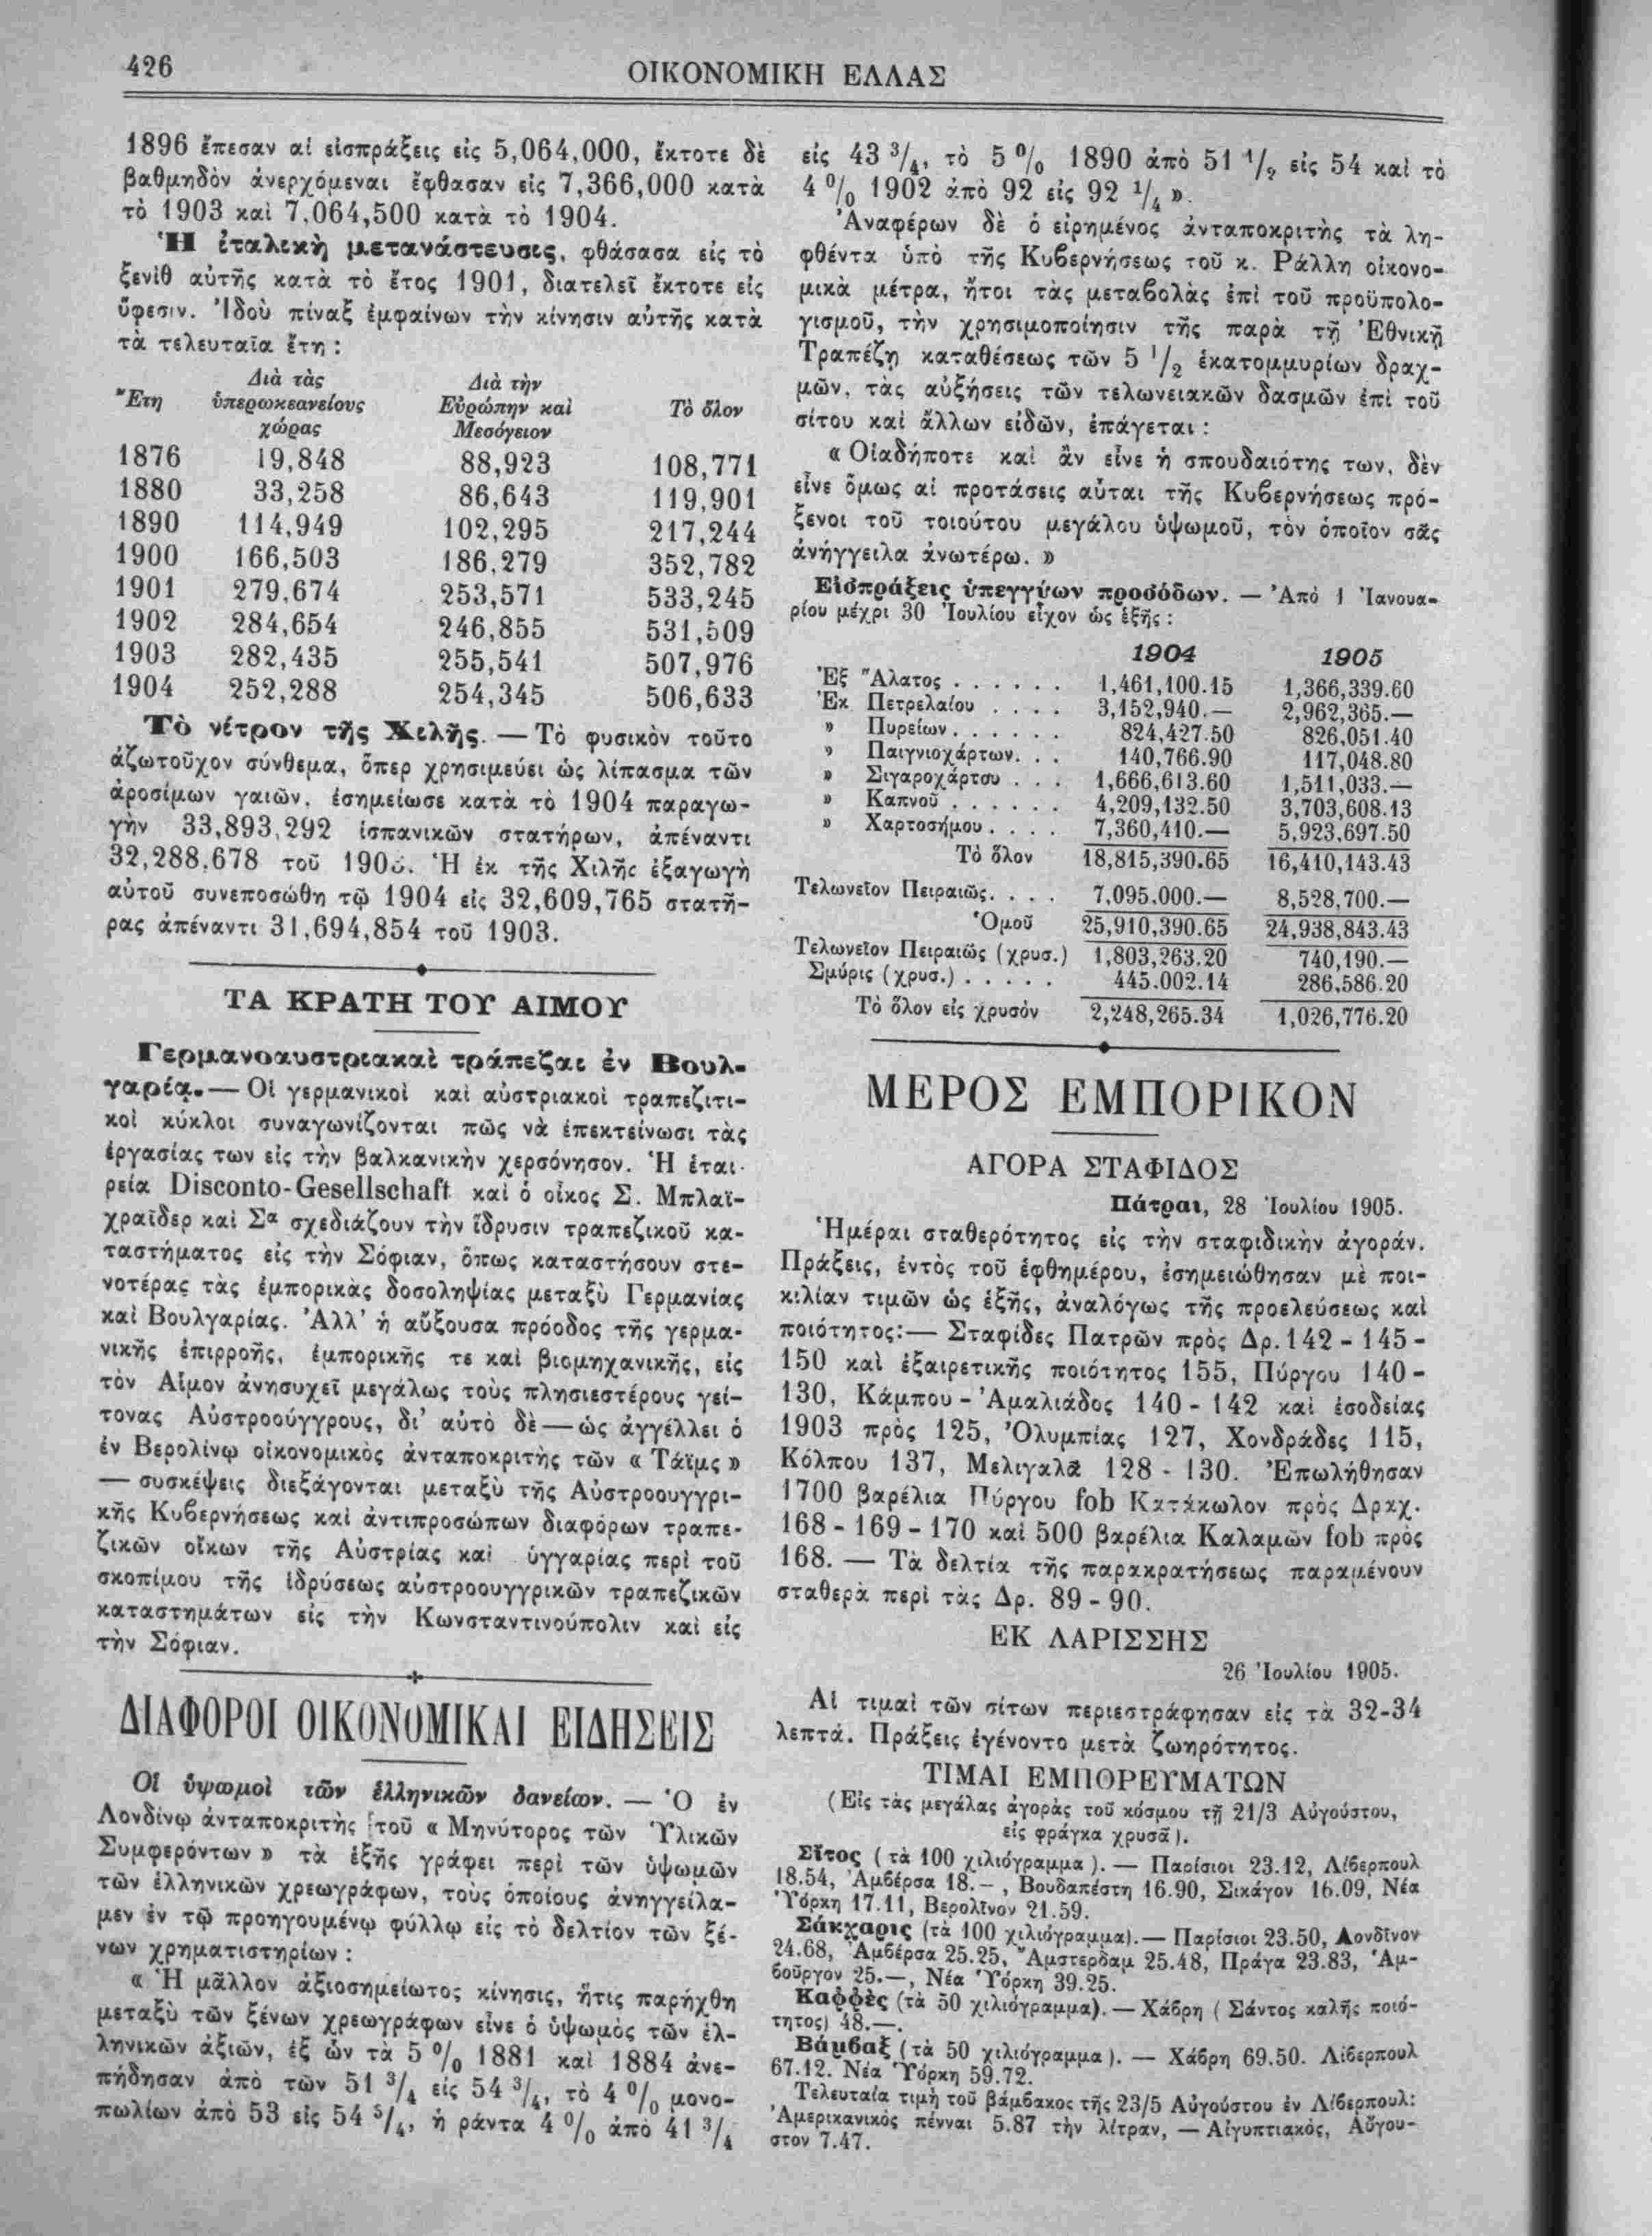 426
ΟΙΚΟΝΟΜΙΚΗ ΕΛΛΑΣ
1896 ἔπεσαν αἱ εἰσπράξεις εἰς 5,064,000, ἔκτοτε δὲ
βαθμηδὸν ἀνερχόμεναι ἔφθασαν εἰς 7,366,000 κατὰ
τὸ 1903 καὶ 7,064,500 κατὰ τὸ 1904.
Ἡ ἰταλικὴ μετανάστευσις, φθάσασα εἰς τὸ
ξενὶθ αὐτῆς κατὰ τὸ ἔτος 1901, διατελεῖ ἔκτοτε εἰς
ὕφεσιν. Ἰδοὺ πίναξ ἐμφαίνων τὴν κίνησιν αὐτῆς κατὰ
τὰ τελευταῖα ἔτη :
Διὰ τὰς Διὰ τὴν
Ἔτη ὑπερωκεανείους Εὐρώπην καὶ Τὸ ὅλον
χώρας Μεσόγειον
1876 19,848 88,923 108,771
1880 33,258 86,643 119,901
1890 114,949 102,295 217,244
1900 166,503 186,279 352,782
1901 279,674 253,571 533,245
1902 284,654 246,855 531,509
1903 282,435 255,541 507,976
1904 252,288 254,345 506,633
Τὸ νίτρον τῆς Χιλῆς. — Τὸ φυσικὸν τοῦτο
ἀζωτοῦχον σύνθεμα, ὅπερ χρησιμεύει ὡς λίπασμα τῶν
ἀροσίμων γαιῶν, ἐσημείωσε κατὰ τὸ 1904 παραγω-
γὴν 33,893,292 ἱσπανικῶν στατήρων, ἀπέναντι
32,288,678 τοῦ 1903. Ἡ ἐκ τῆς Χιλῆς ἐξαγωγὴ
αὐτοῦ συνεποσώθη τῷ 1904 εἰς 32,609,765 στατῆ-
ρας ἀπέναντι 31,694,854 τοῦ 1903.
ΤΑ ΚΡΑΤΗ ΤΟΥ ΑΙΜΟΥ
Γερμανοαυστριακαὶ τράπεζαι ἐν Βουλ-
γαρίᾳ. — Οἱ γερμανικοὶ καὶ αὐστριακοὶ τραπεζιτι-
κοὶ κύκλοι συναγωνίζονται πῶς νὰ ἐπεκτείνωσι τὰς
ἐργασίας των εἰς τὴν βαλκανικὴν χερσόνησον. Ἡ ἑται-
ρεία Disconto-Gesellschaft καὶ ὁ οἶκος Σ. Μπλαϊ-
χραῖδερ καὶ Σα σχεδιάζουν τὴν ἵδρυσιν τραπεζικοῦ κα-
ταστήματος εἰς τὴν Σόφιαν, ὅπως καταστήσουν στε-
νοτέρας τὰς ἐμπορικὰς δοσοληψίας μεταξὺ Γερμανίας
καὶ Βουλγαρίας. Ἀλλ' ἡ αὔξουσα πρόοδος τῆς γερμα-
νικῆς ἐπιρροῆς, ἐμπορικῆς τε καὶ βιομηχανικῆς, εἰς
τὸν Αἷμον ἀνησυχεῖ μεγάλως τοὺς πλησιεστέρους γεί-
τονας Αὐστροούγγρους, δι' αὐτὸ δὲ — ὡς ἀγγέλλει ὁ
ἐν Βερολίνῳ οἰκονομικὸς ἀνταποκριτὴς τῶν « Τάϊμς »
— συσκέψεις διεξάγονται μεταξὺ τῆς Αὐστροουγγρι-
κῆς Κυβερνήσεως καὶ ἀντιπροσώπων διαφόρων τραπε-
ζικῶν οἴκων τῆς Αὐστρίας καὶ ὑγγαρίας περὶ τοῦ
σκοπίμου τῆς ἱδρύσεως αὐστροουγγρικῶν τραπεζικῶν
καταστημάτων εἰς τὴν Κωνσταντινούπολιν καὶ εἰς
τὴν Σόφιαν.
ΔΙΑΦΟΡΟΙ ΟΙΚΟΝΟΜΙΚΑΙ ΕΙΔΗΣΕΙΣ
Οἱ ὑψωμοὶ τῶν ἑλληνικῶν δανείων. — Ὁ ἐν
Λονδίνῳ ἀνταποκριτὴς τοῦ « Μηνύτορος τῶν Ὑλικῶν
Συμφερόντων » τὰ ἑξῆς γράφει περὶ τῶν ὑψωμῶν
τῶν ἑλληνικῶν χρεωγράφων, τοὺς ὁποίους ἀνηγγείλα-
μεν ἐν τῷ προηγουμένῳ φύλλῳ εἰς τὸ δελτίον τῶν ξέ-
νων χρηματιστηρίων :
« Ἡ μᾶλλον ἀξιοσημείωτος κίνησις, ἥτις παρήχθη
μεταξὺ τῶν ξένων χρεωγράφων εἶνε ὁ ὑψωμὸς τῶν ἑλ-
ληνικῶν ἀξιῶν, ἐξ ὧν τὰ 5 0/0 1881 καὶ 1884 ἀνε-
πήδησαν ἀπὸ τῶν 51 3/4 εἰς 54 3/4, τὸ 4 0/0 μονο-
πωλίων ἀπὸ 53 εἰς 54 5/4, ἡ ράντα 4 0/0 ἀπὸ 41 3/4
εἰς 43 3/4, τὸ 5 0/0 1890 ἀπὸ 51 1/2 εἰς 54 καὶ τὸ
4 0/0 1902 ἀπὸ 92 εἰς 92 1/4 ».
Ἀναφέρων δὲ ὁ εἰρημένος ἀνταποκριτὴς τὰ λη-
φθέντα ὑπὸ τῆς Κυβερνήσεως τοῦ κ. Ράλλη οἰκονο-
μικὰ μέτρα, ἤτοι τὰς μεταβολὰς ἐπὶ τοῦ προϋπολο-
γισμοῦ, τὴν χρησιμοποίησιν τῆς παρὰ τῇ Ἐθνικῇ
Τραπέζῃ καταθέσεως τῶν 5 1/2 ἑκατομμυρίων δραχ-
μῶν, τὰς αὐξήσεις τῶν τελωνειακῶν δασμῶν ἐπὶ τοῦ
σίτου καὶ ἄλλων εἰδῶν, ἐπάγεται :
« Οἱαδήποτε καὶ ἂν εἶνε ἡ σπουδαιότης των, δὲν
εἶνε ὅμως αἱ προτάσεις αὗται τῆς Κυβερνήσεως πρό-
ξενοι τοῦ τοιούτου μεγάλου ὑψωμοῦ, τὸν ὁποῖον σᾶς
ἀνήγγειλα ἀνωτέρω. »
Εἰσπράξεις ὑπεγγύων προσόδων. — Ἀπὸ 1 Ἰανουα-
ρίου μέχρι 30 Ἰουλίου εἶχον ὡς ἑξῆς :
1904 1905
Ἐξ Ἅλατος . . . . . . 1,461,100.15 1,366,339.60
Ἐκ Πετρελαίου . . . . 3,152,940.— 2,962,365.—
» Πυρείων . . . . . . 824,427.50 826,051.40
» Παιγνιοχάρτων. . . 140,766.90 117,048.80
» Σιγαροχάρτου . . . 1,666,613.60 1,511,033.—
» Καπνοῦ . . . . . . 4,209,132.50 3,703,608.13
» Χαρτοσήμου . . . . 7,360,410.— 5,923,697.50
Τὸ ὅλον 18,815,390.65 16,410,143.43
Τελωνεῖον Πειραιῶς. . . . 7,095,000.— 8,528,700.—
Ὁμοῦ 25,910,390.65 24,938,843.43
Τελωνεῖον Πειραιῶς (χρυσ.) 1,803,263.20 740,190.—
Σμύρις (χρυσ.) . . . . . 445.002.14 286,586.20
Τὸ ὅλον εἰς χρυσόν 2,248,265.34 1,026,776.20
ΜΕΡΟΣ ΕΜΠΟΡΙΚΟΝ
ΑΓΟΡΑ ΣΤΑΦΙΔΟΣ
Πάτραι, 28 Ἰουλίου 1905.
Ἡμέραι σταθερότητος εἰς τὴν σταφιδικὴν ἀγοράν.
Πράξεις, ἐντὸς τοῦ ἑφθημέρου, ἐσημειώθησαν μὲ ποι-
κιλίαν τιμῶν ὡς ἑξῆς, ἀναλόγως τῆς προελεύσεως καὶ
ποιότητος: — Σταφίδες Πατρῶν πρὸς Δρ. 142 - 145 -
150 καὶ ἐξαιρετικῆς ποιότητος 155, Πύργου 140 -
130, Κάμπου - Ἀμαλιάδος 140 - 142 καὶ ἐσοδείας
1903 πρὸς 125, Ὀλυμπίας 127, Χονδράδες 115,
Κόλπου 137, Μελιγαλᾶ 128 - 130. Ἐπωλήθησαν
1700 βαρέλια Πύργου fob Κατάκωλον πρὸς Δραχ.
168 - 169 - 170 καὶ 500 βαρέλια Καλαμῶν fob πρὸς
168. — Τὰ δελτία τῆς παρακρατήσεως παραμένουν
σταθερὰ περὶ τὰς Δρ. 89 - 90.
ΕΚ ΛΑΡΙΣΣΗΣ
26 Ἰουλίου 1905.
Αἱ τιμαὶ τῶν σίτων περιεστράφησαν εἰς τὰ 32-34
λεπτά. Πράξεις ἐγένοντο μετὰ ζωηρότητος.
ΤΙΜΑΙ ΕΜΠΟΡΕΥΜΑΤΩΝ
(Εἰς τὰς μεγάλας ἀγορὰς τοῦ κόσμου τῇ 21/3 Αὐγούστου,
εἰς φράγκα χρυσᾶ).
Σῖτος ( τὰ 100 χιλιόγραμμα ). — Παρίσιοι 23.12, Λίβερπουλ
18.54, Ἀμβέρσα 18.— , Βουδαπέστη 16.90, Σικάγον 16.09, Νέα
Ὑόρκη 17.11, Βερολῖνον 21.59.
Σάκχαρις (τὰ 100 χιλιόγραμμα). — Παρίσιοι 23.50, Λονδῖνον
24.68, Ἀμβέρσα 25.25, Ἀμστερδαμ 25.48, Πράγα 23.83, Ἁμ-
βοῦργον 25.—, Νέα Ὑόρκη 39.25.
Καφφὲς (τὰ 50 χιλιόγραμμα). — Χάβρη ( Σάντος καλῆς ποιό-
τητος) 48.—.
Βάμβαξ (τὰ 50 χιλιόγραμμα). — Χάβρη 69.50. Λίβερπουλ
67.12. Νέα Ὑόρκη 59.72.
Τελευταία τιμὴ τοῦ βάμβακος τῆς 23/5 Αὐγούστου ἐν Λίβερπουλ:
Ἀμερικανικὸς πένναι 5.87 τὴν λίτραν, — Αἰγυπτιακός, Αὔγου-
στον 7.47.